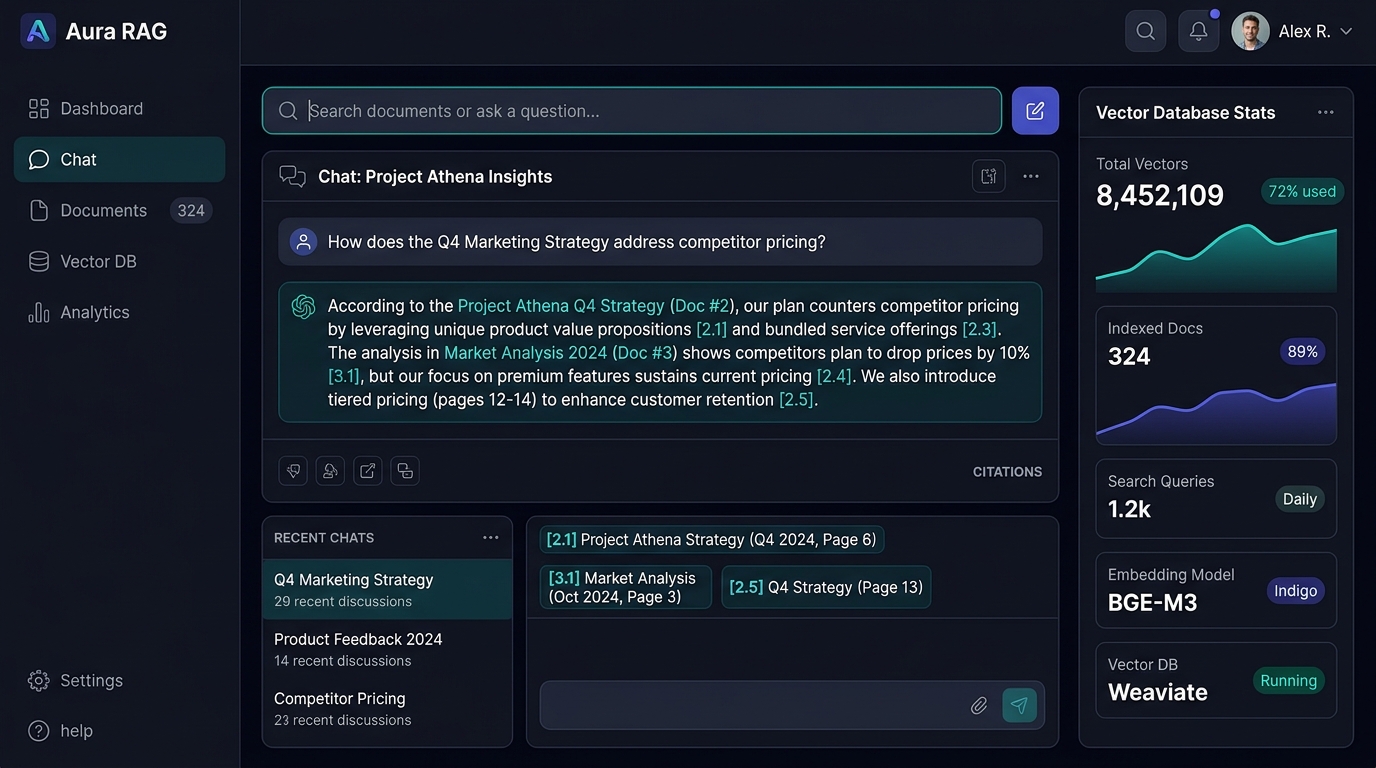 Aura RAG
Alex R.
Dashboard
Chat
Documents 324
Vector DB
Analytics
Settings
help
Search documents or ask a question...
Chat: Project Athena Insights
How does the Q4 Marketing Strategy address competitor pricing?
According to the Project Athena Q4 Strategy (Doc #2), our plan counters competitor pricing
by leveraging unique product value propositions [2.1] and bundled service offerings [2.3].
The analysis in Market Analysis 2024 (Doc #3) shows competitors plan to drop prices by 10%
[3.1], but our focus on premium features sustains current pricing [2.4]. We also introduce
tiered pricing (pages 12-14) to enhance customer retention [2.5].
CITATIONS
RECENT CHATS
Q4 Marketing Strategy
29 recent discussions
Product Feedback 2024
14 recent discussions
Competitor Pricing
23 recent discussions
[2.1] Project Athena Strategy (Q4 2024, Page 6)
[3.1] Market Analysis
(Oct 2024, Page 3)
[2.5] Q4 Strategy (Page 13)
Vector Database Stats
Total Vectors
8,452,109
72% used
Indexed Docs
324
89%
Search Queries
1.2k
Daily
Embedding Model
BGE-M3
Indigo
Vector DB
Weaviate
Running